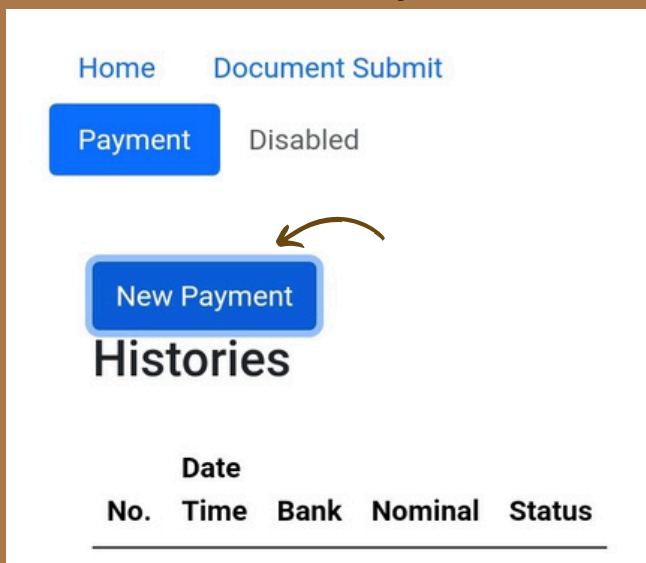 Home Document Submit
Payment Disabled
New Payment
Histories
No. Date Time Bank Nominal Status